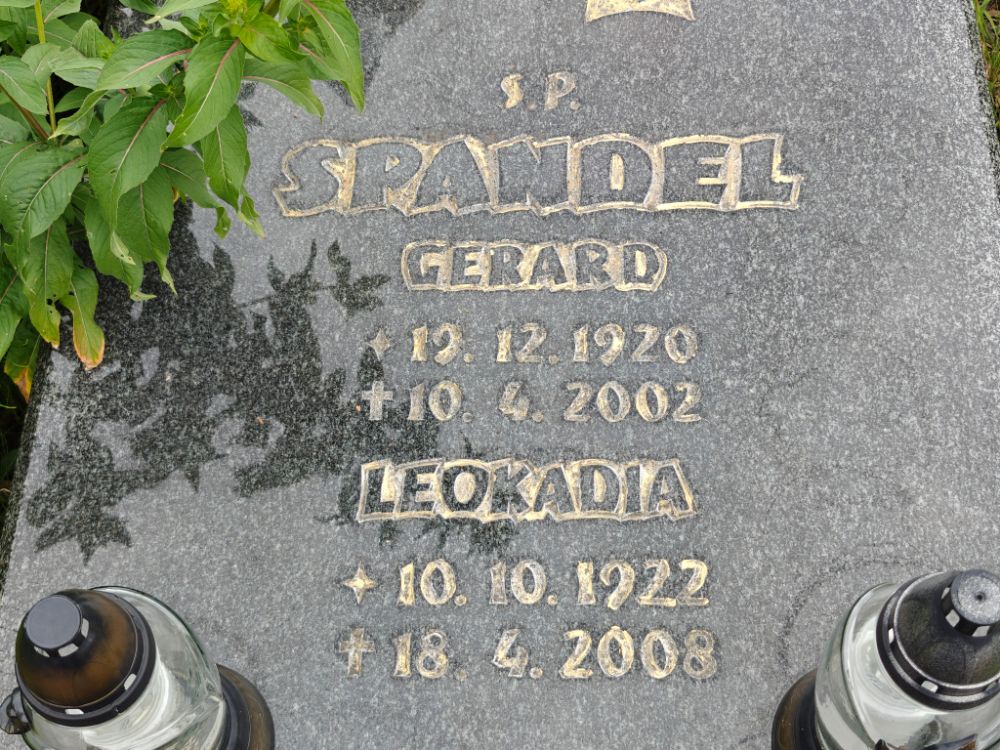 Ś.P.
SPANDEL
GERARD
19. 12. 1920
✝ 10. 4. 2002
LEOKADIA
10. 10. 1922
✝ 18. 4. 2008